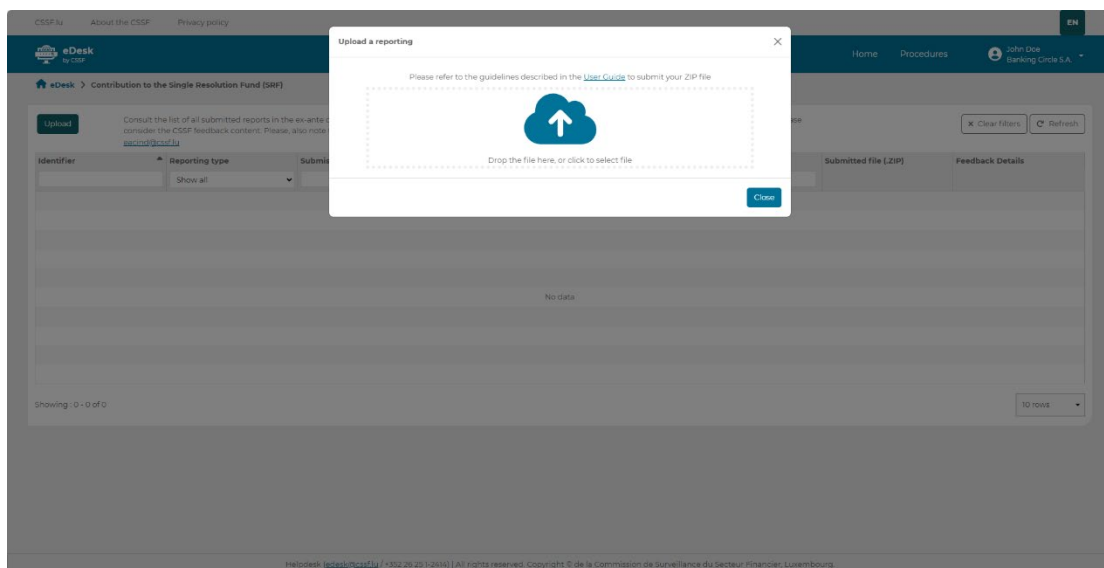 CSSF.lu About the CSSF Privacy policy EN
Upload a reporting
eDesk
by CSSF
Home Procedures John Doe
Banking Circle S.A.
eDesk > Contribution to the Single Resolution Fund (SRF)
Please refer to the guidelines described in the User Guide to submit your ZIP file
Upload
Consult the list of all submitted reports in the ex-ante
consider the CSSF feedback content. Please, also note
Clear filters Refresh
Drop the file here, or click to select file
Identifier Reporting type Submis Submitted file (.ZIP) Feedback Details
Show all
Close
No data
Showing : 0 - 0 of 0
10 rows
Helpdesk (edesk@cssf.lu / +352 26 25 1-2614) | All rights reserved. Copyright © de la Commission de Surveillance du Secteur Financier, Luxembourg.